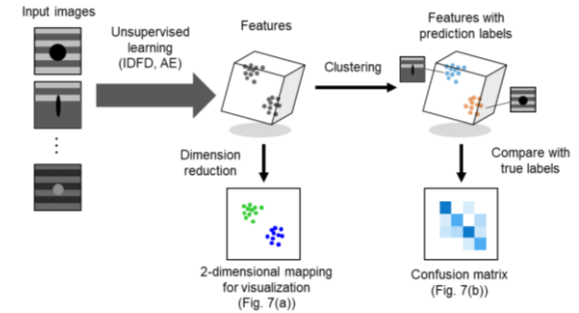 Input images
Unsupervised
learning
(IDFD, AE)
Features
Clustering
Features with
prediction labels
Dimension
reduction
Compare with
true labels
2-dimensional mapping
for visualization
(Fig. 7(a))
Confusion matrix
(Fig. 7(b))